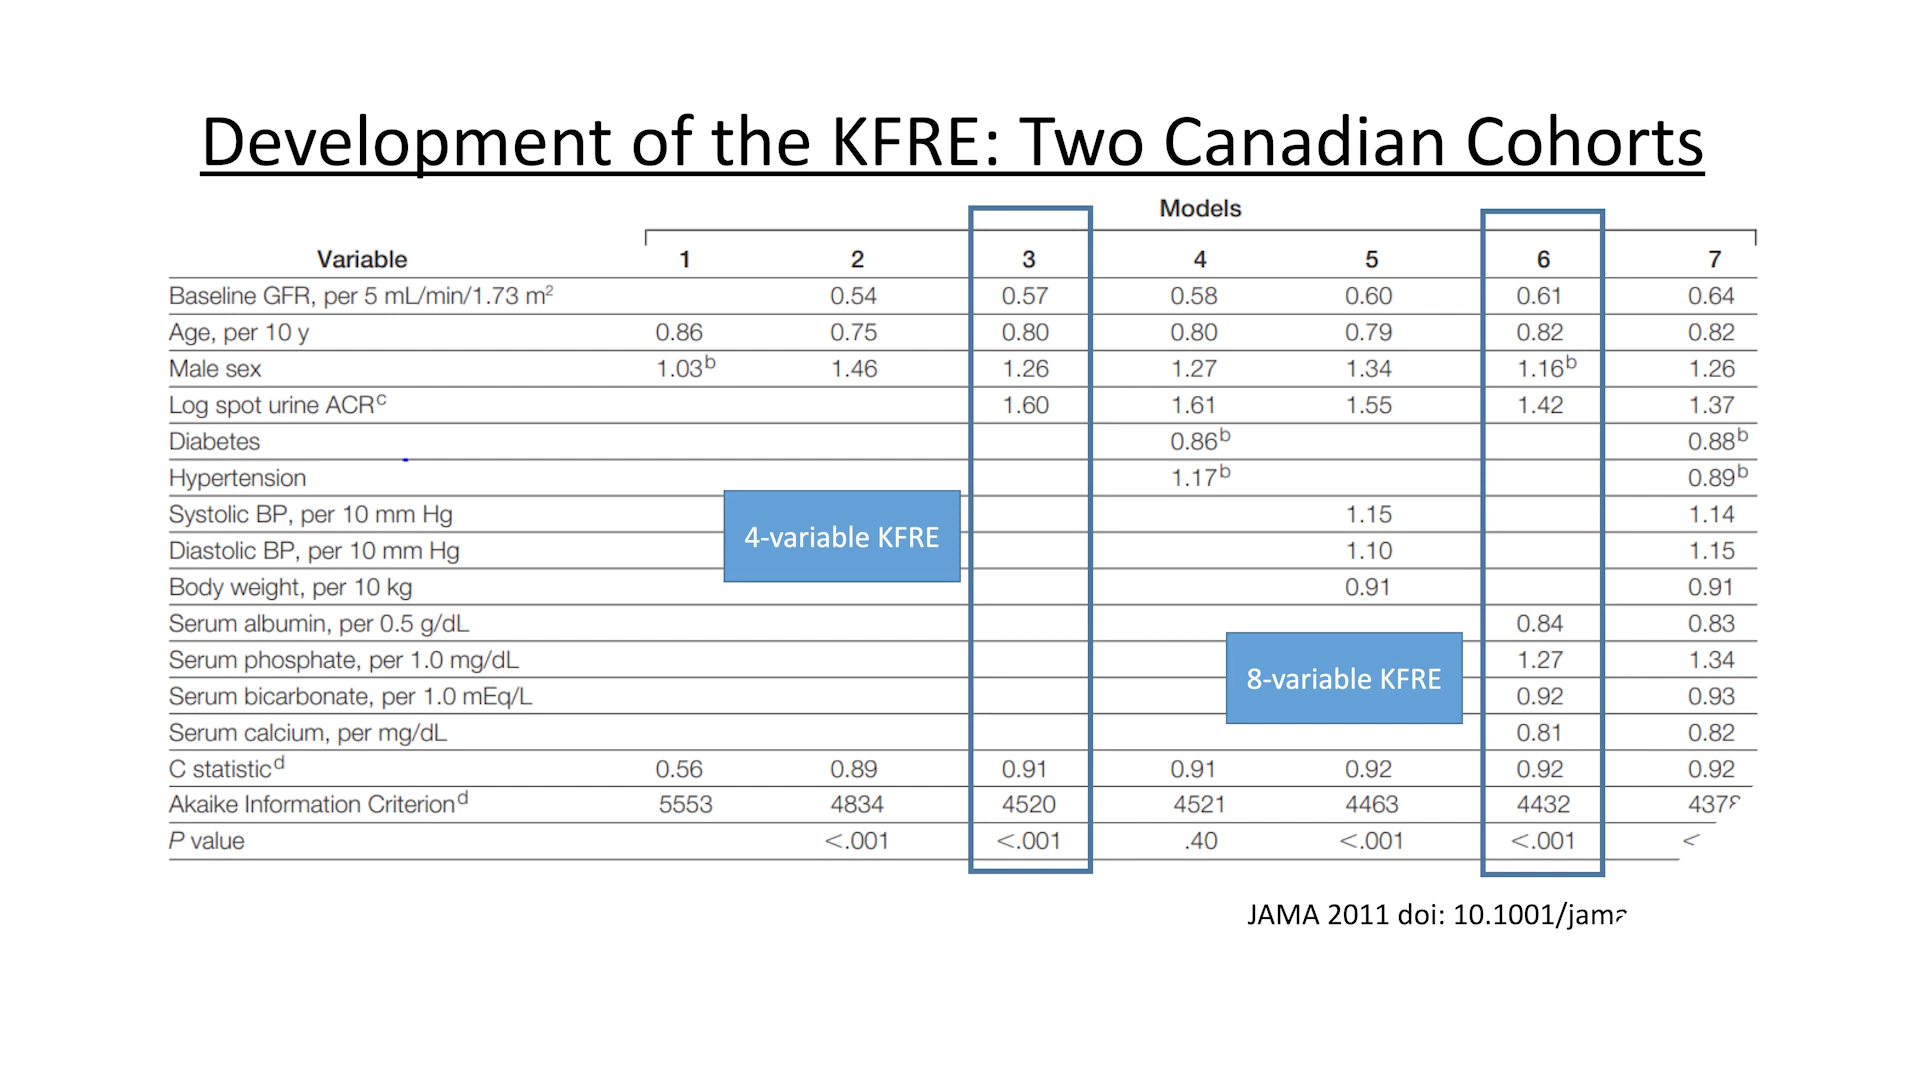 Development of the KFRE: Two Canadian Cohorts
Models
Variable 1 2 3 4 5 6 7
Baseline GFR, per 5 mL/min/1.73 m² 0.54 0.57 0.58 0.60 0.61 0.64
Age, per 10 y 0.86 0.75 0.80 0.80 0.79 0.82 0.82
Male sex 1.03ᵇ 1.46 1.26 1.27 1.34 1.16ᵇ 1.26
Log spot urine ACRᶜ 1.60 1.61 1.55 1.42 1.37
Diabetes 0.86ᵇ 0.88ᵇ
Hypertension 1.17ᵇ 0.89ᵇ
Systolic BP, per 10 mm Hg 1.15 1.14
4-variable KFRE
Diastolic BP, per 10 mm Hg 1.10 1.15
Body weight, per 10 kg 0.91 0.91
Serum albumin, per 0.5 g/dL 0.84 0.83
Serum phosphate, per 1.0 mg/dL 1.27 1.34
8-variable KFRE
Serum bicarbonate, per 1.0 mEq/L 0.92 0.93
Serum calcium, per mg/dL 0.81 0.82
C statisticᵈ 0.56 0.89 0.91 0.91 0.92 0.92 0.92
Akaike Information Criterionᵈ 5553 4834 4520 4521 4463 4432
P value <.001 <.001 .40 <.001 <.001 <
JAMA 2011 doi: 10.1001/jama